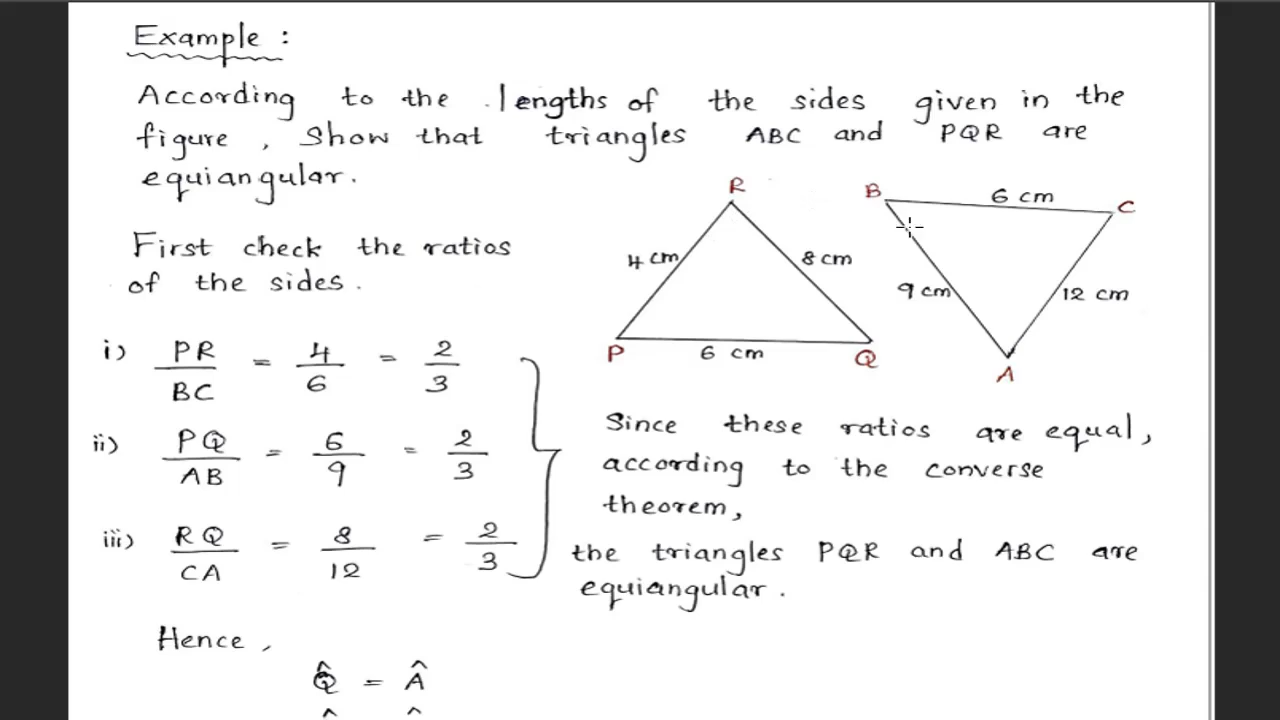 Example :
According to the lengths of the sides given in the
figure, Show that triangles ABC and PQR are
equiangular.
First check the ratios
of the sides.
R
4 cm
8 cm
P
6 cm
Q
B
6 cm
C
9 cm
12 cm
A
i) PR/BC = 4/6 = 2/3
ii) PQ/AB = 6/9 = 2/3
iii) RQ/CA = 8/12 = 2/3
Since these ratios are equal,
according to the converse
theorem,
the triangles PQR and ABC are
equiangular.
Hence,
Q̂ = Â